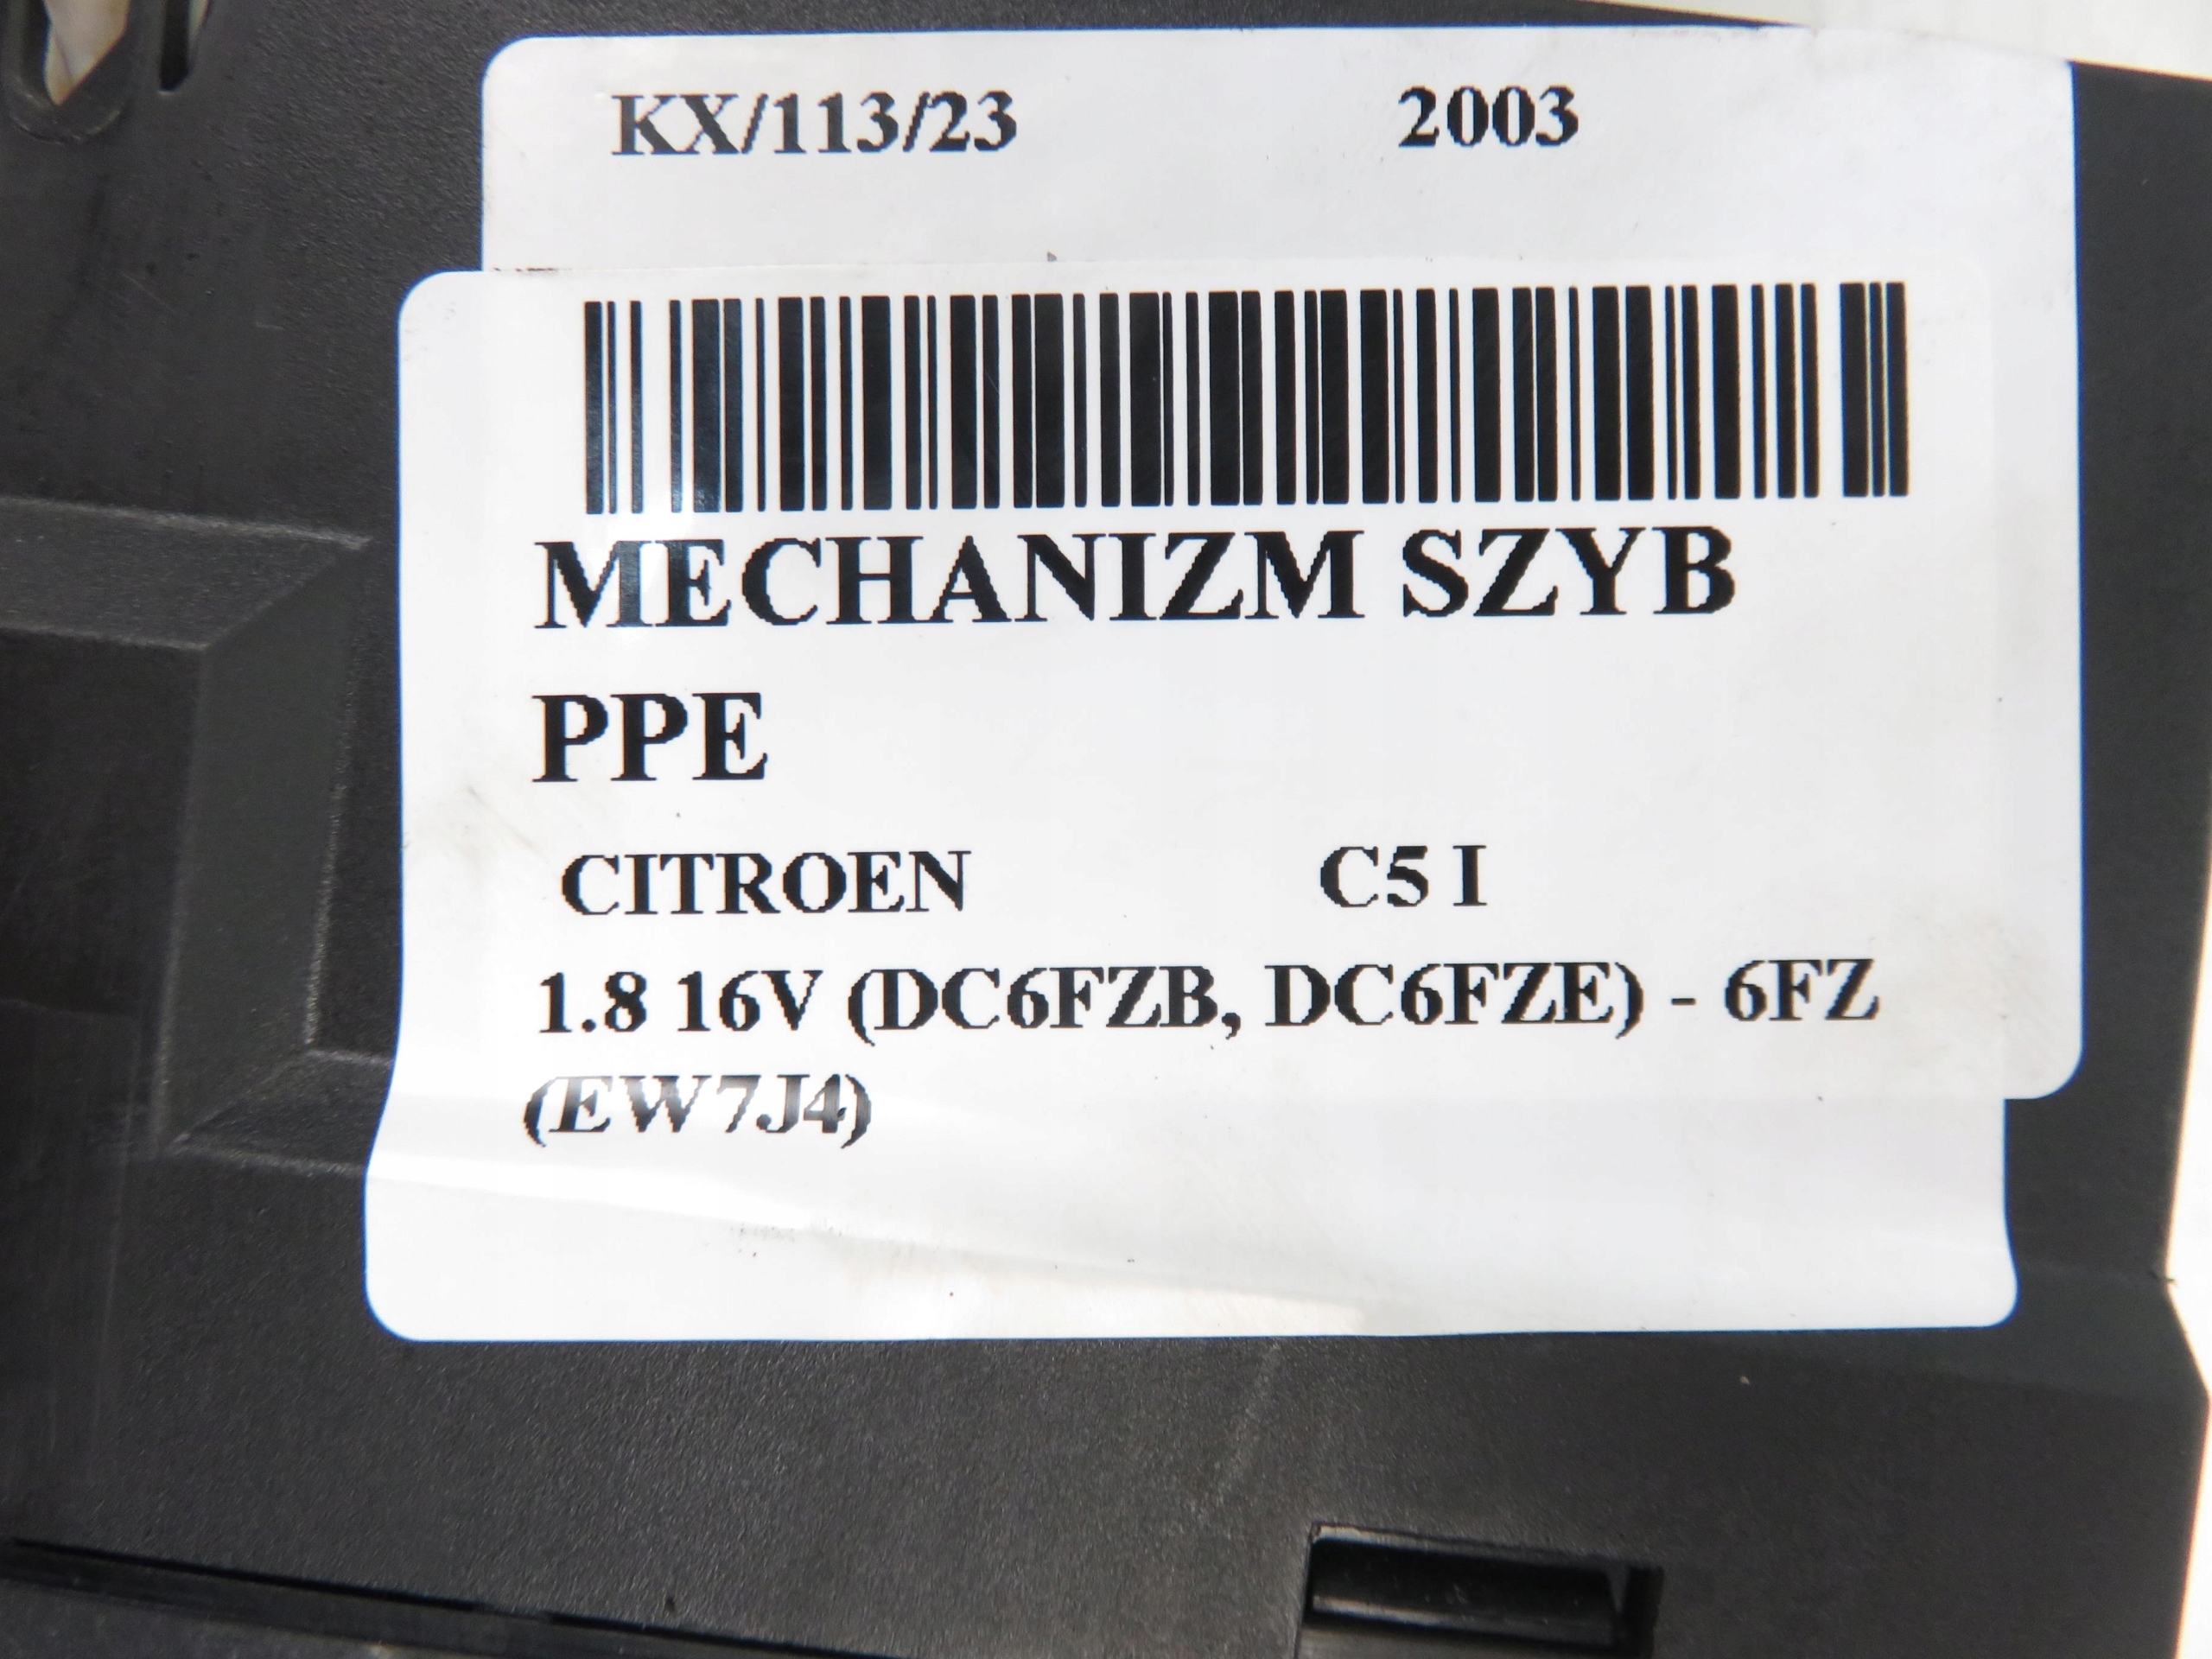 KX/113/23 2003
MECHANIZM SZYB
PPE
CITROEN C5 I
1.8 16V (DC6FZB, DC6FZE) - 6FZ
(EW7J4)